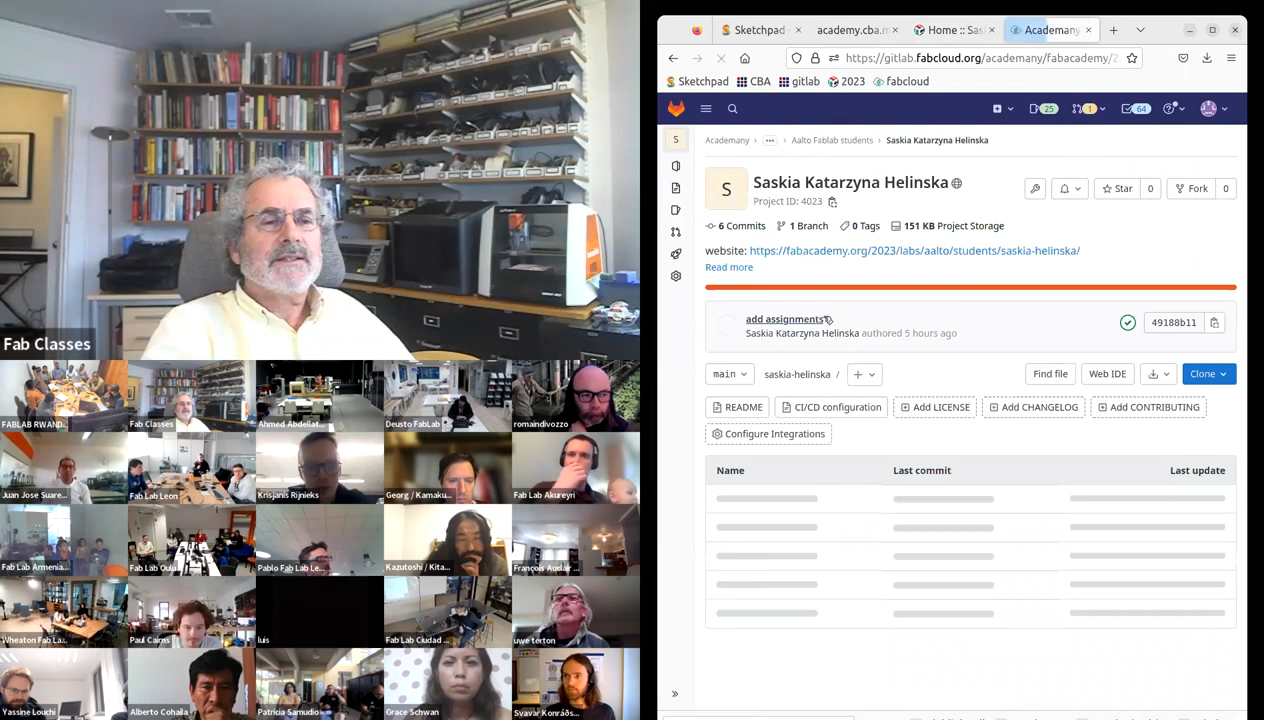 Fab Classes
FABLAB RWAND...
Fab Classes
Ahmed Abdellat...
Deusto FabLab
romaindivozzo
Juan Jose Suare...
Fab Lab Leon
Krisjanis Rijnieks
Georg / Kamaku...
Fab Lab Akureyri
Fab Lab Armenia...
Fab Lab Oulu
Pablo Fab Lab Le...
Kazutoshi / Kita...
François Auclair ...
Wheaton Fab La...
Paul Cairns
luis
Fab Lab Ciudad ...
uwe terton
Yassine Louchi
Alberto Cohaila
Patricia Samudio
Grace Schwan
Svavar Konráðs...
Sketchpad
academy.cba.m
Home :: Sas
Academany
https://gitlab.fabcloud.org/academany/fabacademy/2
Sketchpad CBA gitlab 2023 fabcloud
25 1 64
S
Academany > ... > Aalto Fablab students > Saskia Katarzyna Helinska
S
Saskia Katarzyna Helinska
Project ID: 4023
Star 0 Fork 0
6 Commits 1 Branch 0 Tags 151 KB Project Storage
website: https://fabacademy.org/2023/labs/aalto/students/saskia-helinska/
Read more
add assignments
Saskia Katarzyna Helinska authored 5 hours ago
49188b11
main saskia-helinska / + Find file Web IDE Clone
README CI/CD configuration Add LICENSE Add CHANGELOG Add CONTRIBUTING
Configure Integrations
Name Last commit Last update